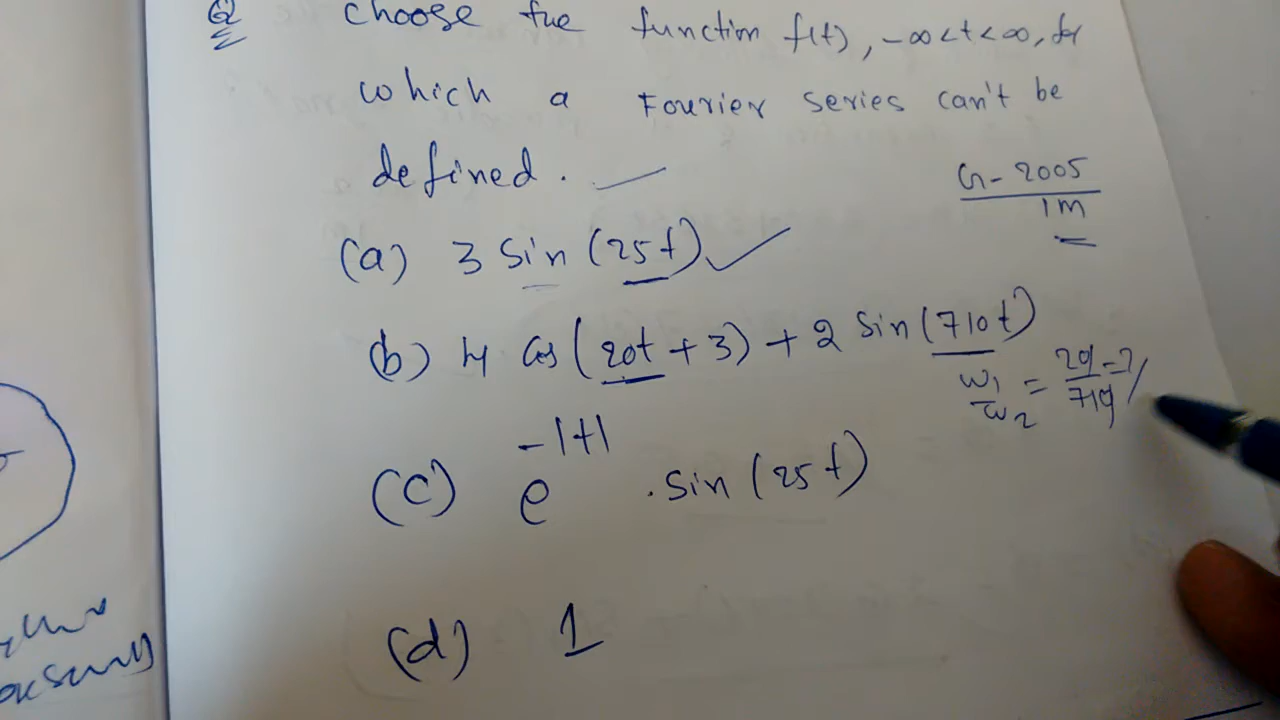 Q choose the function f(t), -∞<t<∞, for
which a Fourier series can't be
defined.
G-2005
1M
(a) 3 sin (25t)
(b) 4 cos (20t + 3) + 2 sin (710t)
ω1/ω2 = 20/710 = 2/
(c) e^-|t| . sin (25t)
(d) 1